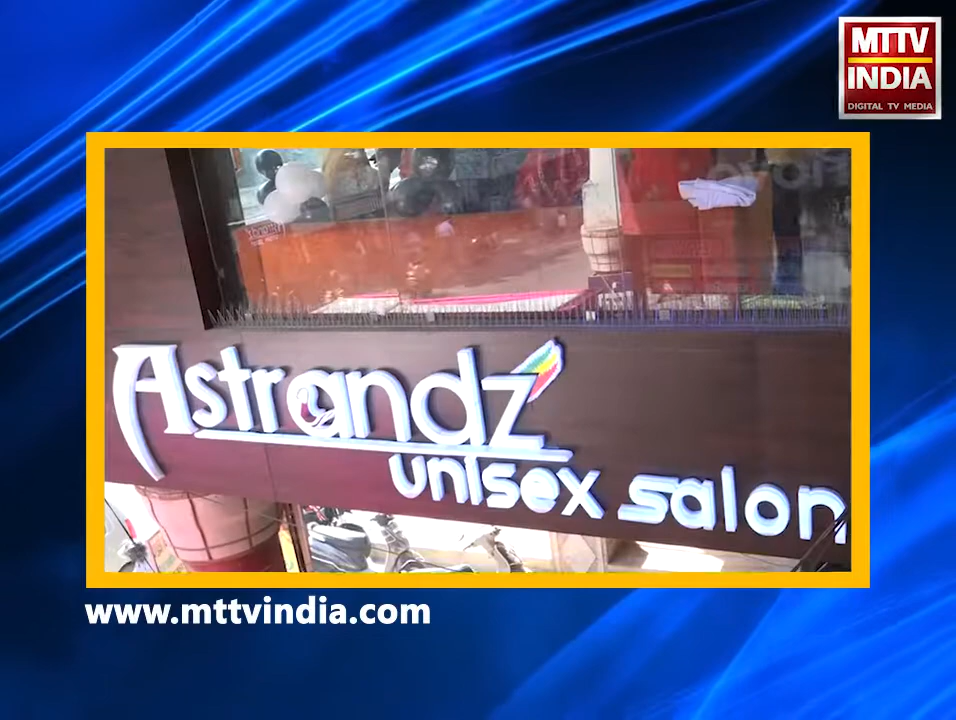 MTTV
INDIA
DIGITAL TV MEDIA
Astrandz
unisex salon
www.mttvindia.com